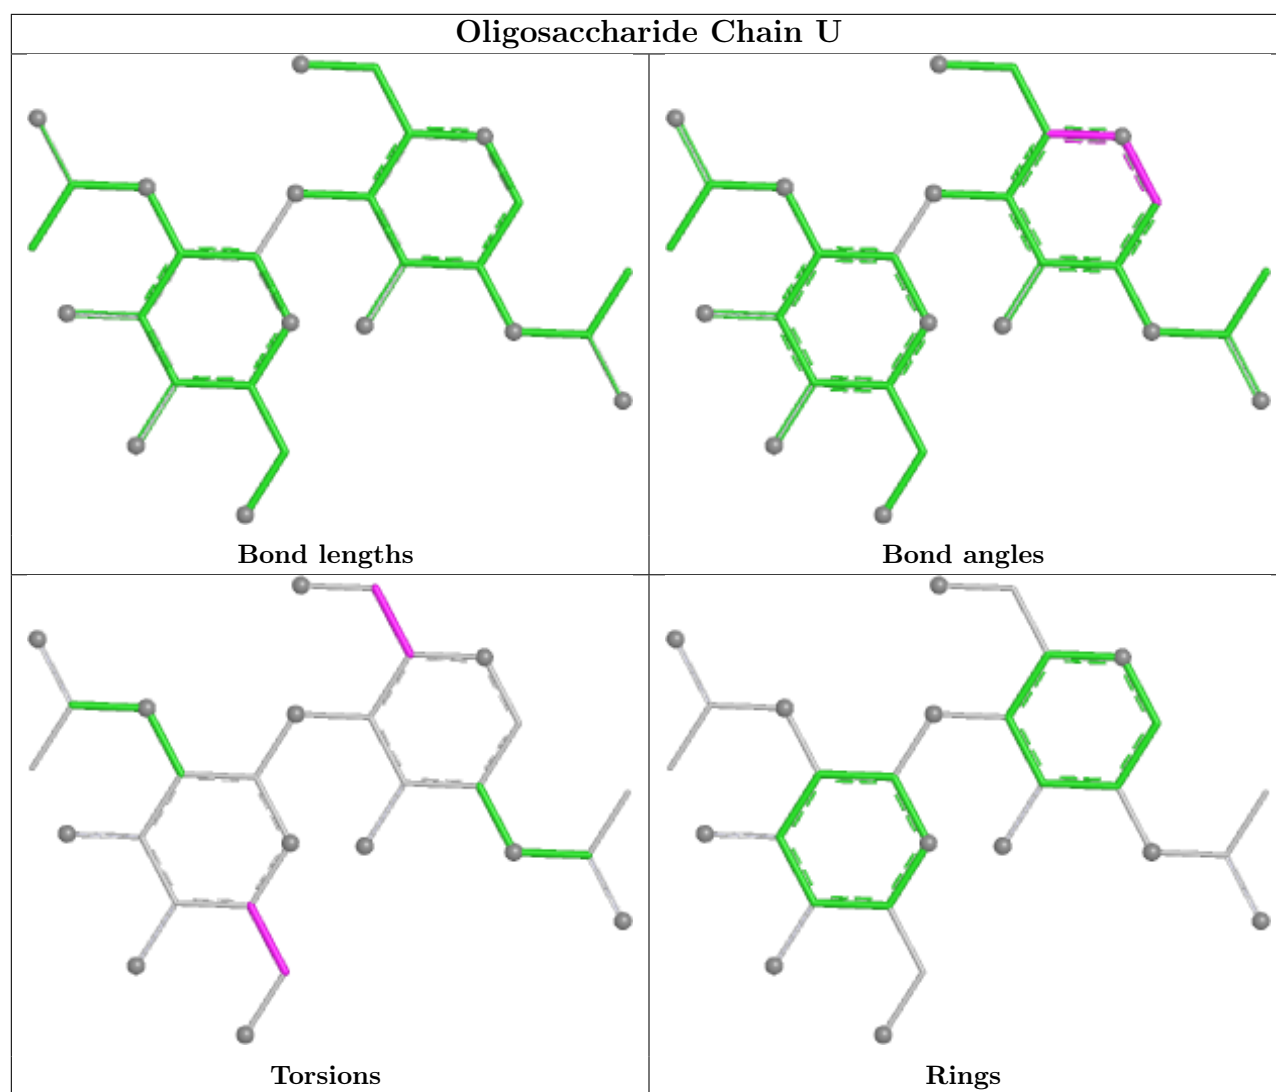 Oligosaccharide Chain U
Bond lengths
Bond angles
Torsions
Rings